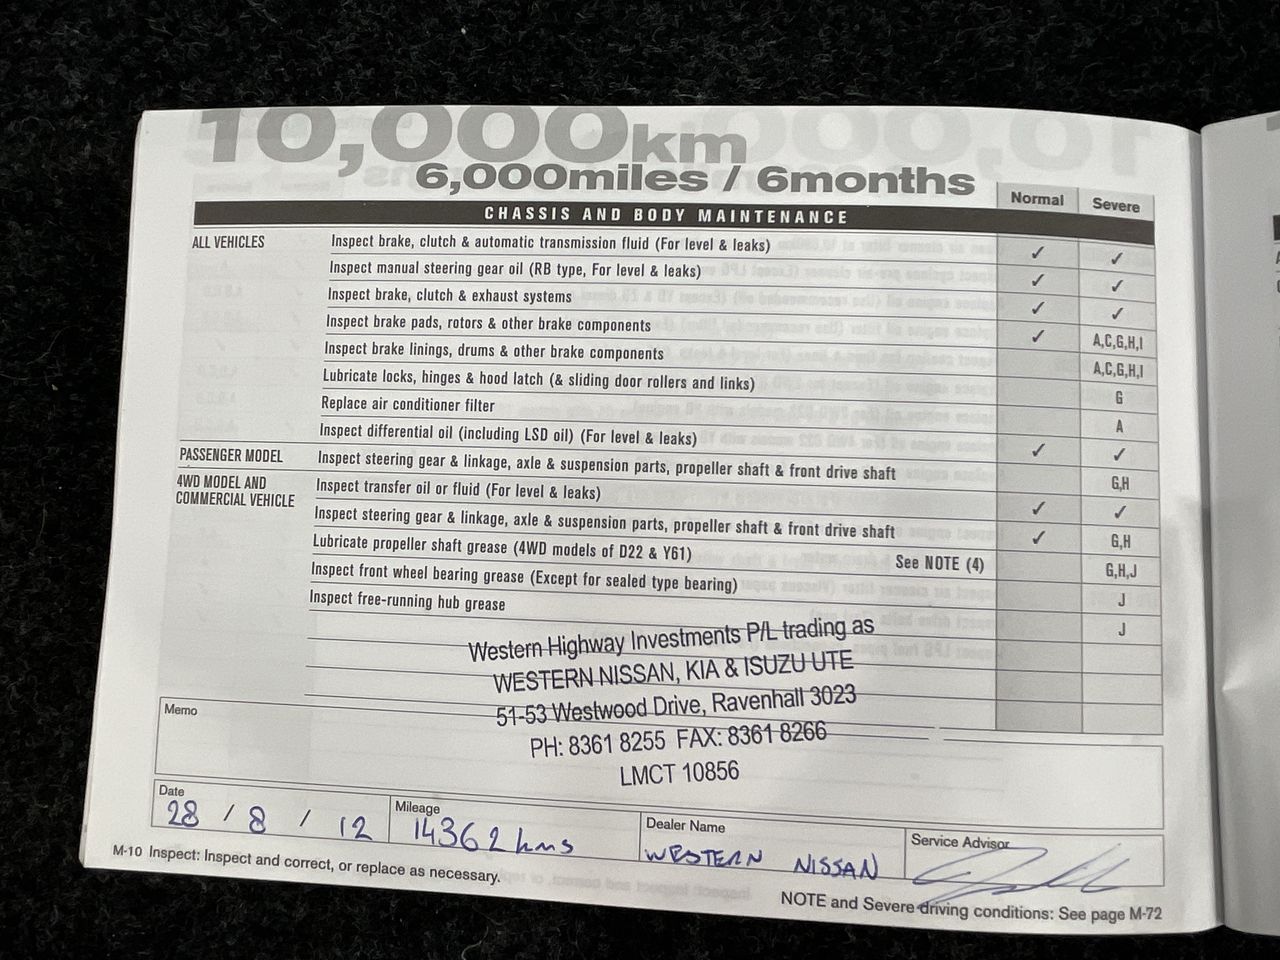 10,000km
6,000miles / 6months
Normal Severe
CHASSIS AND BODY MAINTENANCE
ALL VEHICLES Inspect brake, clutch & automatic transmission fluid (For level & leaks) ✓ ✓
Inspect manual steering gear oil (RB type, For level & leaks) ✓ ✓
Inspect brake, clutch & exhaust systems ✓ ✓
Inspect brake pads, rotors & other brake components ✓ A,C,G,H,I
Inspect brake linings, drums & other brake components A,C,G,H,I
Lubricate locks, hinges & hood latch (& sliding door rollers and links) G
Replace air conditioner filter A
Inspect differential oil (including LSD oil) (For level & leaks) ✓ ✓
PASSENGER MODEL Inspect steering gear & linkage, axle & suspension parts, propeller shaft & front drive shaft G,H
4WD MODEL AND
COMMERCIAL VEHICLE
Inspect transfer oil or fluid (For level & leaks) ✓ ✓
Inspect steering gear & linkage, axle & suspension parts, propeller shaft & front drive shaft ✓ G,H
Lubricate propeller shaft grease (4WD models of D22 & Y61) See NOTE (4) G,H,J
Inspect front wheel bearing grease (Except for sealed type bearing) J
Inspect free-running hub grease J
Western Highway Investments P/L trading as
WESTERN NISSAN, KIA & ISUZU UTE
51-53 Westwood Drive, Ravenhall 3023
PH: 8361 8255 FAX: 8361 8266
LMCT 10856
Memo
Date
28 / 8 / 12
Mileage
14362 kms
Dealer Name
WESTERN NISSAN
Service Advisor
M-10 Inspect: Inspect and correct, or replace as necessary.
NOTE and Severe driving conditions: See page M-72